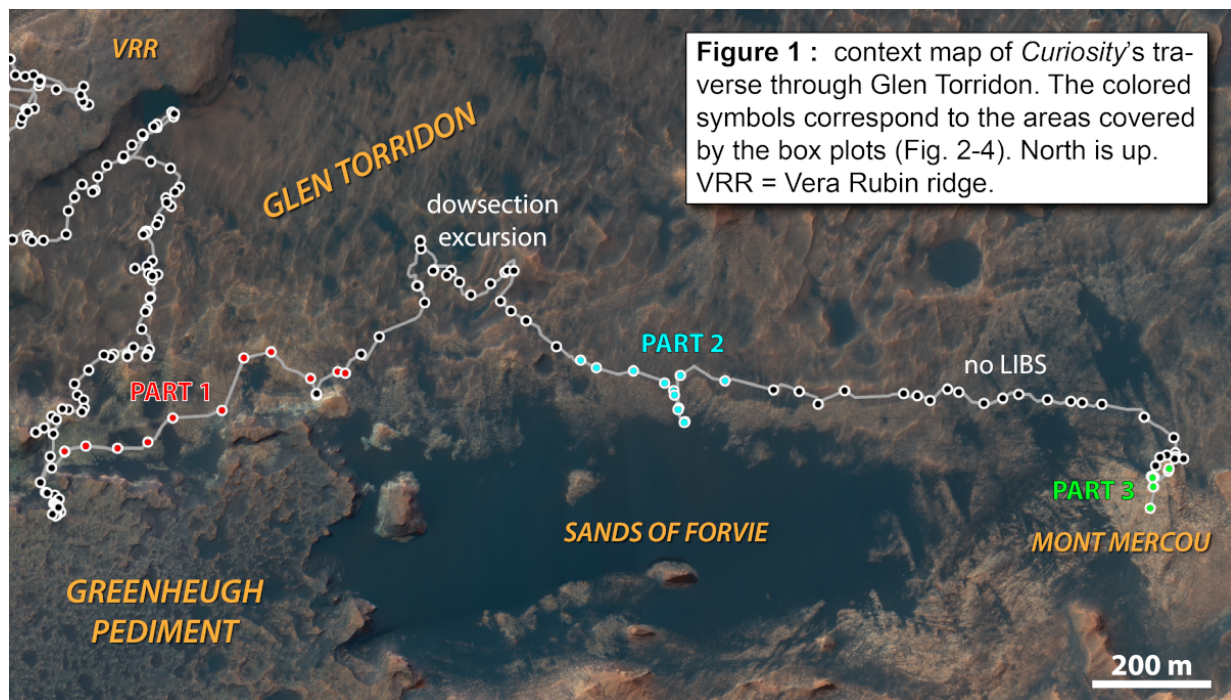 VRR
Figure 1 : context map of Curiosity's tra-
verse through Glen Torridon. The colored
symbols correspond to the areas covered
by the box plots (Fig. 2-4). North is up.
VRR = Vera Rubin ridge.
GLEN TORRIDON
dowsection
excursion
PART 1
PART 2
no LIBS
PART 3
SANDS OF FORVIE
MONT MERCOU
GREENHEUGH
PEDIMENT
200 m